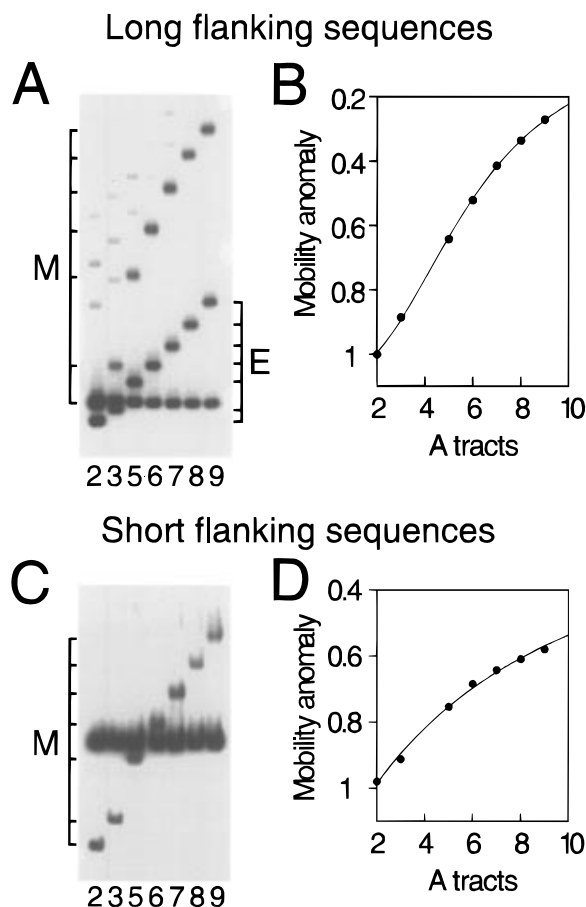 Long flanking sequences
A
B
M
E
2 3 5 6 7 8 9
0.2
0.4
0.6
0.8
1
Mobility anomaly
2 4 6 8 10
A tracts
Short flanking sequences
C
D
M
2 3 5 6 7 8 9
0.4
0.6
0.8
1
Mobility anomaly
2 4 6 8 10
A tracts